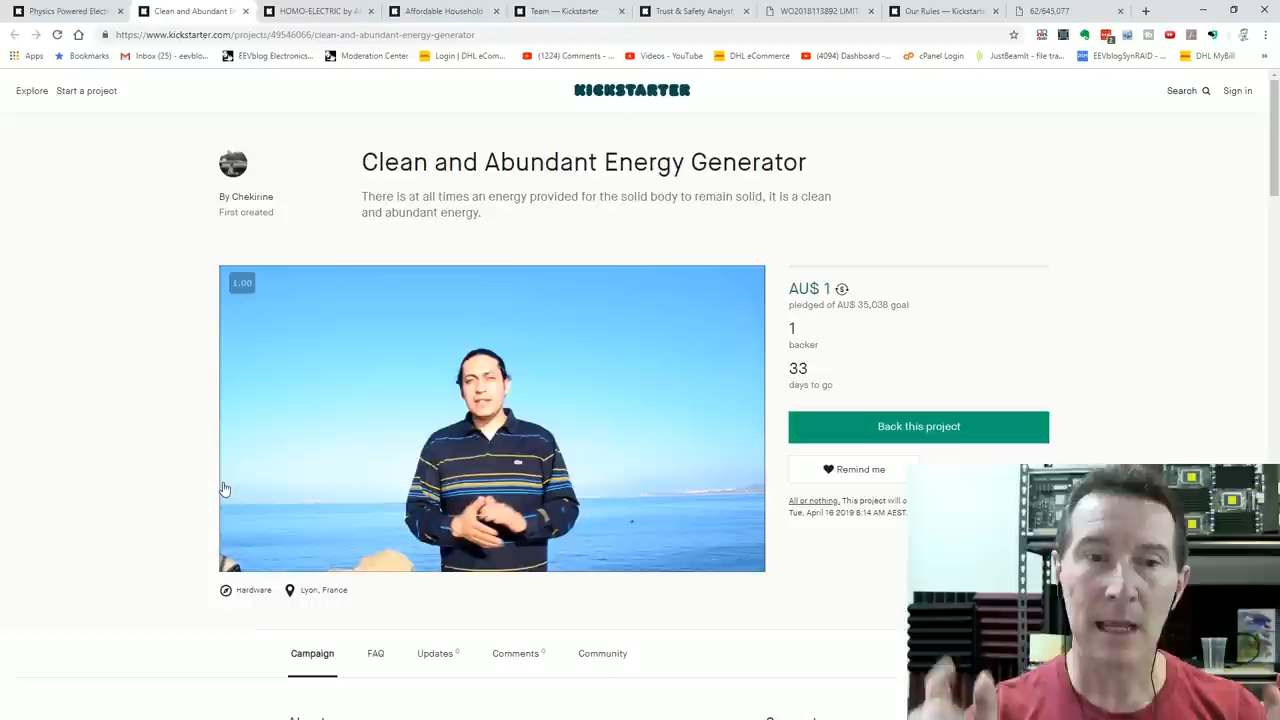 Physics Powered Electr
Clean and Abundant E
HOMO-ELECTRIC by A
Affordable Household
Team — Kickstarter
Trust & Safety Analyst
WO2018113892 LIMIT
Our Rules — Kickstarte
62/645,077
https://www.kickstarter.com/projects/49546066/clean-and-abundant-energy-generator
Apps
Bookmarks
Inbox (25) - eevblo...
EEVblog Electronics...
ModerationCenter
Login | DHL eCom...
(1224) Comments -...
Videos - YouTube
DHL eCommerce
(4094) Dashboard -...
cPanel Login
JustBeamIt - file tra...
EEVblogSynRAID -...
DHL MyBill
Explore
Start a project
KICKSTARTER
Search
Sign in
Clean and Abundant Energy Generator
By Chekirine
First created
There is at all times an energy provided for the solid body to remain solid, it is a clean
and abundant energy.
1.00
AU$ 1
pledged of AU$ 35,038 goal
1
backer
33
days to go
Back this project
Remind me
All or nothing. This project will o
Tue, April 16 2019 8:14 AM AEST.
Hardware
Lyon, France
Campaign
FAQ
Updates 0
Comments 0
Community